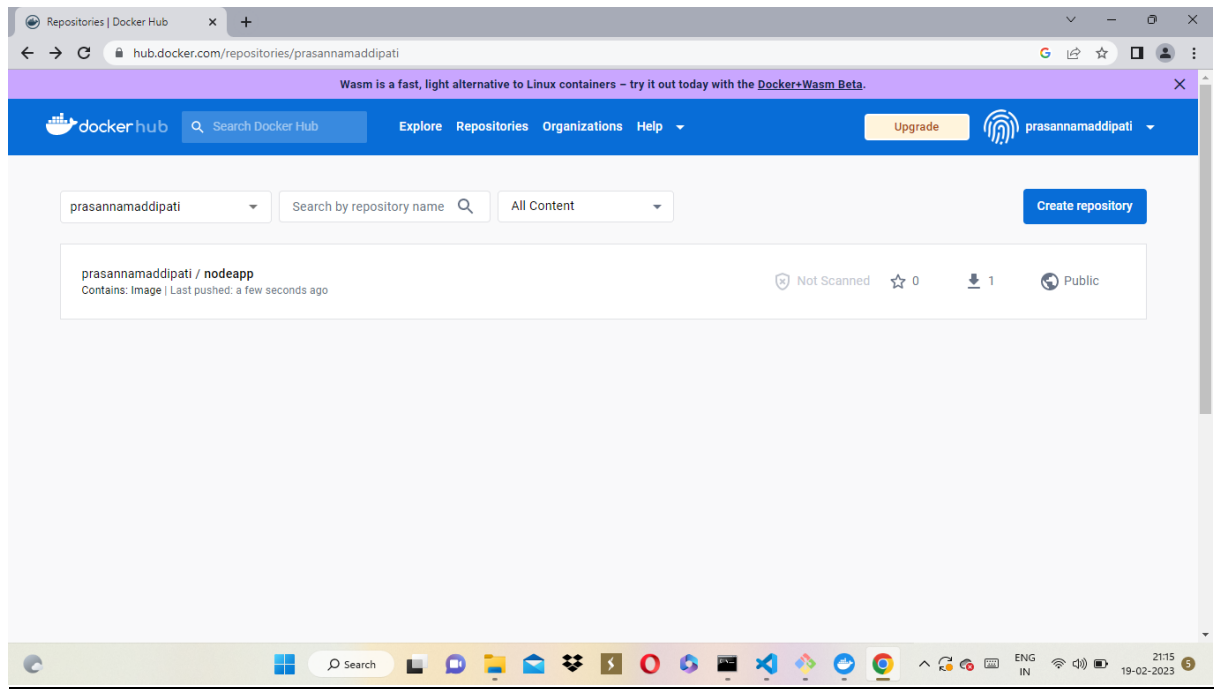 Repositories | Docker Hub
hub.docker.com/repositories/prasannamaddipati
G
Wasm is a fast, light alternative to Linux containers – try it out today with the Docker+Wasm Beta.
dockerhub Search Docker Hub Explore Repositories Organizations Help Upgrade prasannamaddipati
prasannamaddipati Search by repository name All Content Create repository
prasannamaddipati / nodeapp Not Scanned 0 1 Public
Contains: Image | Last pushed: a few seconds ago
Search ENG 21:15
IN 19-02-2023 5